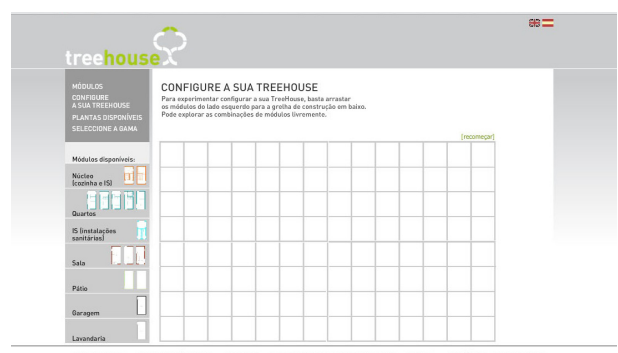 treehouse
MÓDULOS
CONFIGURE
A SUA TREEHOUSE
PLANTAS DISPONÍVEIS
SELECCIONE A GAMA
CONFIGURE A SUA TREEHOUSE
Para experimentar configurar a sua TreeHouse, basta arrastar
os módulos do lado esquerdo para a grelha de construção em baixo.
Pode explorar as combinações de módulos livremente.
[recomeçar]
Módulos disponíveis:
Núcleo
(cozinha e IS)
Quartos
IS (instalações
sanitárias)
Sala
Pátio
Garagem
Lavandaria